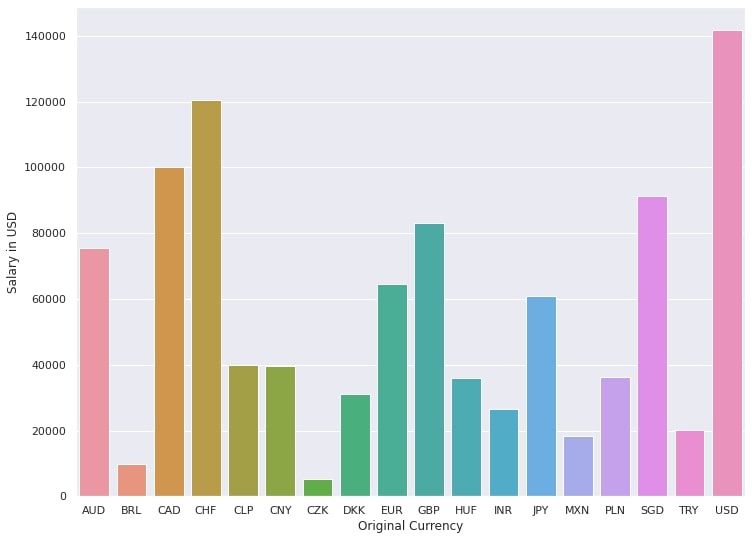 140000
120000
100000
80000
60000
40000
20000
0
Salary in USD
AUD BRL CAD CHF CLP CNY CZK DKK EUR GBP HUF INR JPY MXN PLN SGD TRY USD
Original Currency